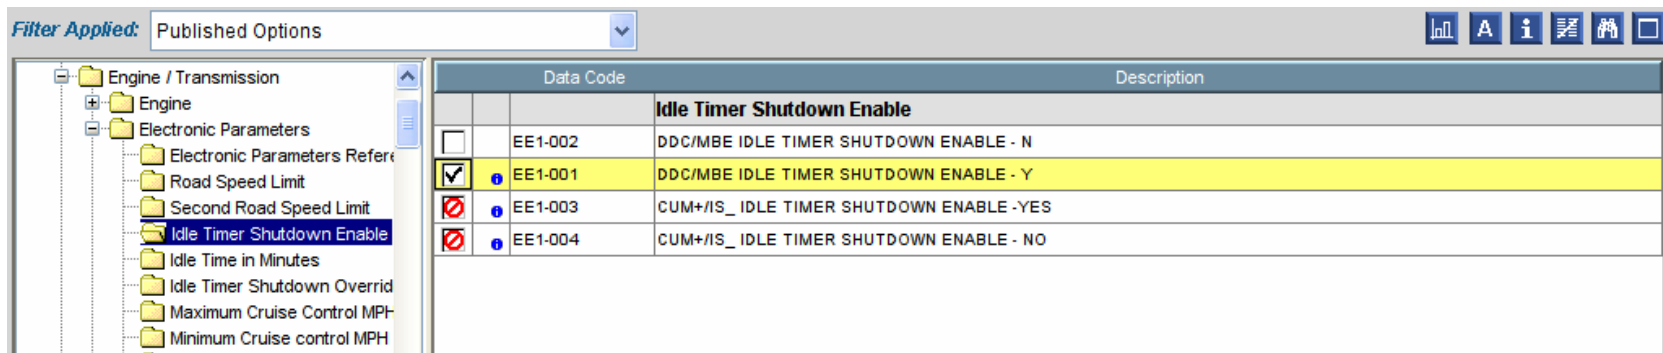 Filter Applied: Published Options
A i
Engine / Transmission
Engine
Electronic Parameters
Electronic Parameters Refere
Road Speed Limit
Second Road Speed Limit
Idle Timer Shutdown Enable
Idle Time in Minutes
Idle Timer Shutdown Overrid
Maximum Cruise Control MPH
Minimum Cruise control MPH
Data Code Description
Idle Timer Shutdown Enable
EE1-002 DDC/MBE IDLE TIMER SHUTDOWN ENABLE - N
EE1-001 DDC/MBE IDLE TIMER SHUTDOWN ENABLE - Y
EE1-003 CUM+/IS_ IDLE TIMER SHUTDOWN ENABLE -YES
EE1-004 CUM+/IS_ IDLE TIMER SHUTDOWN ENABLE - NO